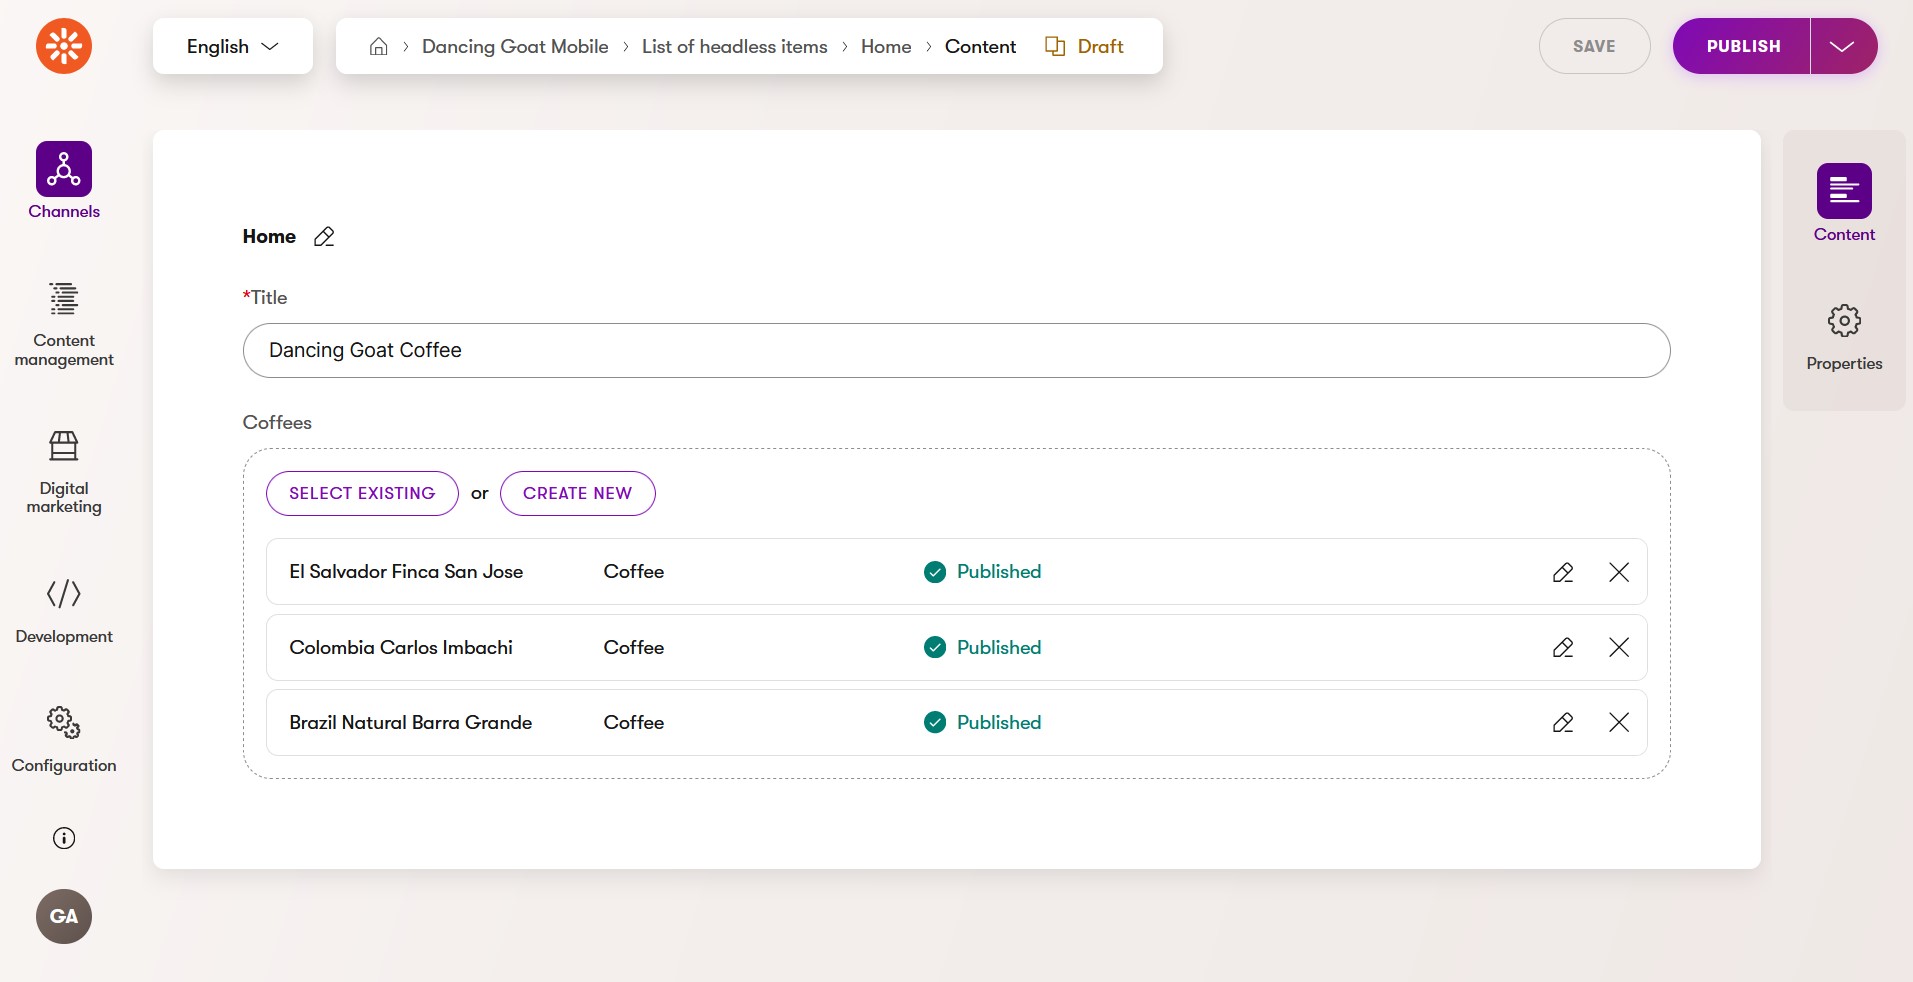 English
Dancing Goat Mobile > List of headless items > Home > Content Draft
SAVE
PUBLISH
Channels
Content
management
Digital
marketing
Development
Configuration
GA
Home
*Title
Dancing Goat Coffee
Coffees
SELECT EXISTING or CREATE NEW
El Salvador Finca San Jose Coffee Published
Colombia Carlos Imbachi Coffee Published
Brazil Natural Barra Grande Coffee Published
Content
Properties